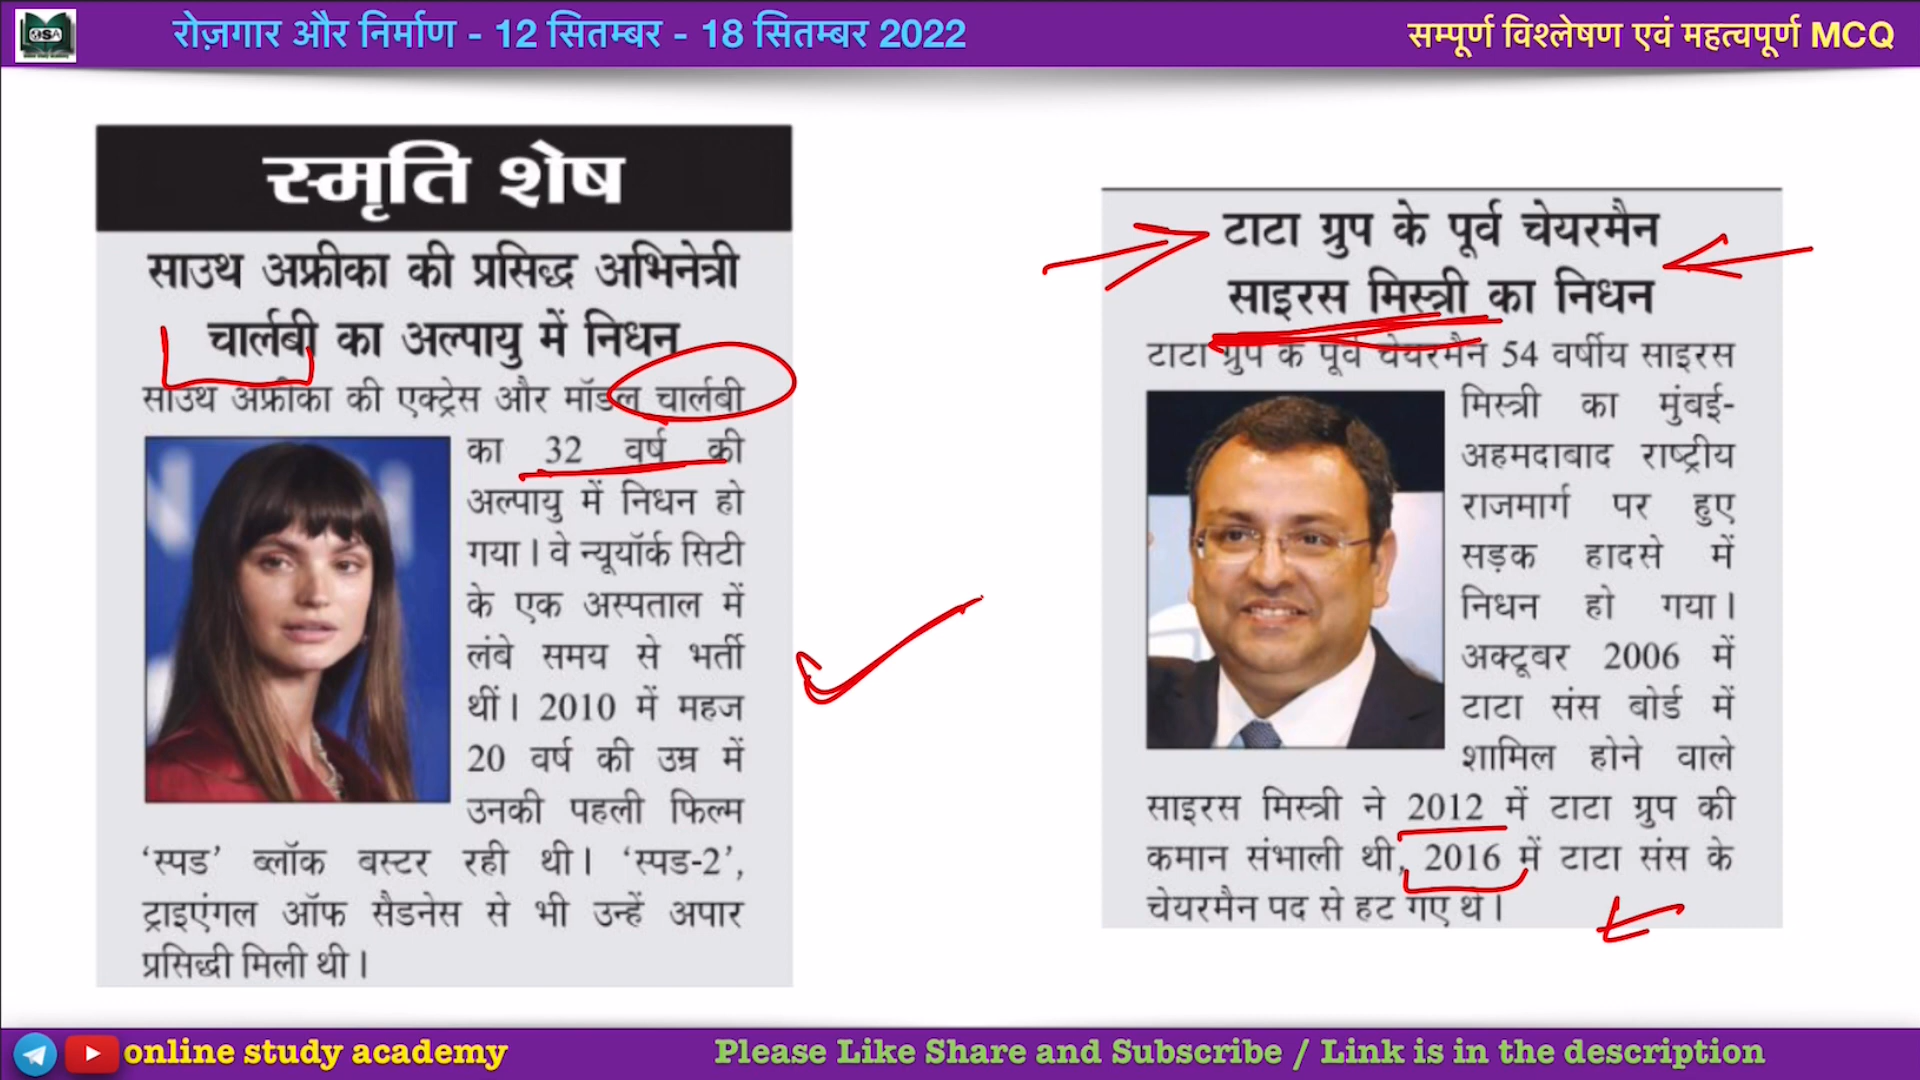 OSA
रोज़गार और निर्माण - 12 सितम्बर - 18 सितम्बर 2022
सम्पूर्ण विश्लेषण एवं महत्वपूर्ण MCQ
स्मृति शेष
साउथ अफ्रीका की प्रसिद्ध अभिनेत्री
चार्लबी का अल्पायु में निधन
साउथ अफ्रीका की एक्ट्रेस और मॉडल चार्लबी
का 32 वर्ष की
अल्पायु में निधन हो
गया। वे न्यूयॉर्क सिटी
के एक अस्पताल में
लंबे समय से भर्ती
थीं। 2010 में महज
20 वर्ष की उम्र में
उनकी पहली फिल्म
‘स्पड’ ब्लॉक बस्टर रही थी। ‘स्पड-2’,
ट्राइएंगल ऑफ सैडनेस से भी उन्हें अपार
प्रसिद्धी मिली थी।
टाटा ग्रुप के पूर्व चेयरमैन
साइरस मिस्त्री का निधन
टाटा ग्रुप के पूर्व चेयरमैन 54 वर्षीय साइरस
मिस्त्री का मुंबई-
अहमदाबाद राष्ट्रीय
राजमार्ग पर हुए
सड़क हादसे में
निधन हो गया।
अक्टूबर 2006 में
टाटा संस बोर्ड में
शामिल होने वाले
साइरस मिस्त्री ने 2012 में टाटा ग्रुप की
कमान संभाली थी, 2016 में टाटा संस के
चेयरमैन पद से हट गए थे।
online study academy
Please Like Share and Subscribe / Link is in the description